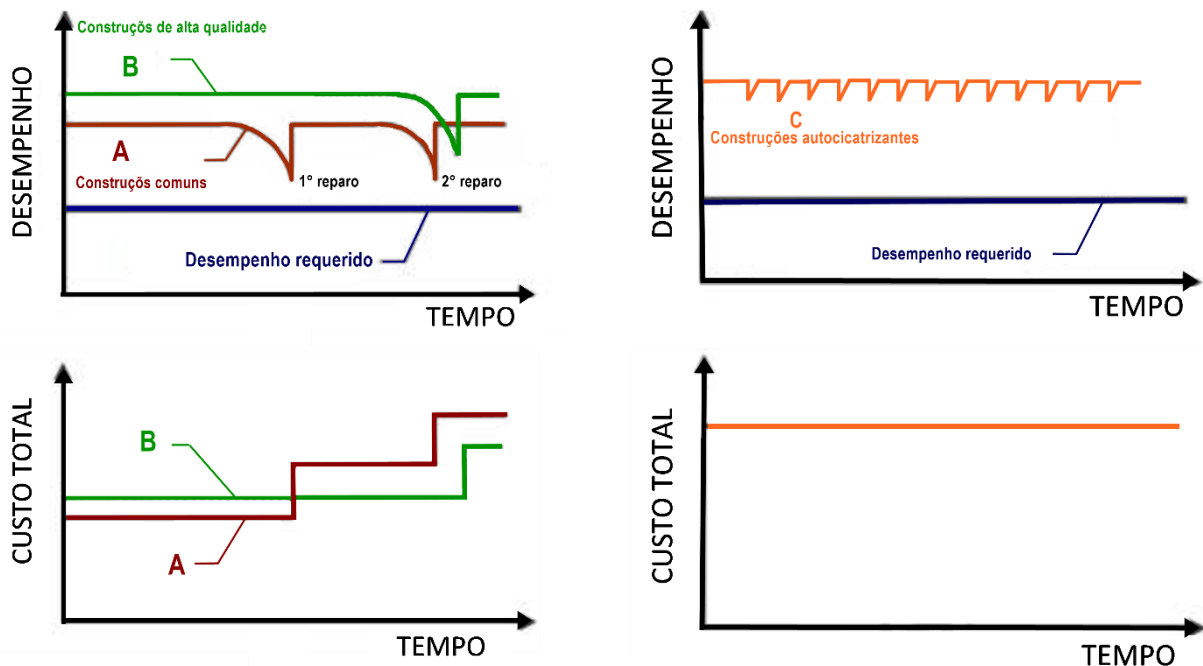 Construçõs de alta qualidade
B
DESEMPENHO
A
Construçõs comuns
1° reparo
2° reparo
Desempenho requerido
TEMPO
DESEMPENHO
C
Construções autocicatrizantes
Desempenho requerido
TEMPO
CUSTO TOTAL
B
A
TEMPO
CUSTO TOTAL
TEMPO